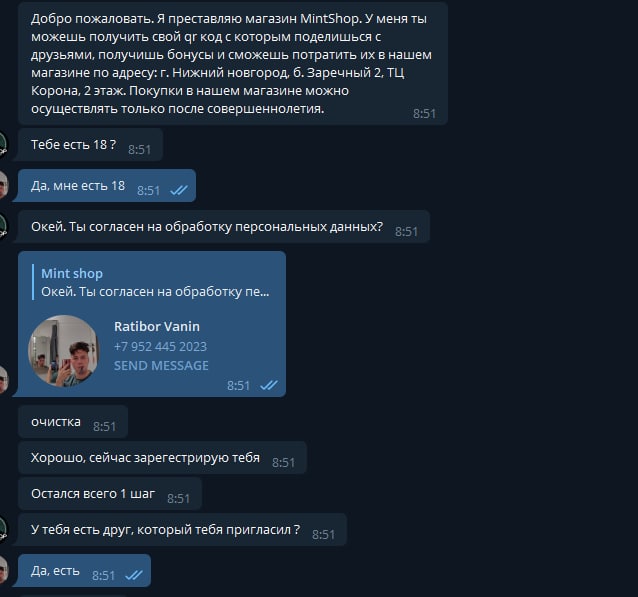 Добро пожаловать. Я преставляю магазин MintShop. У меня ты
можешь получить свой qr код с которым поделишься с
друзьями, получишь бонусы и сможешь потратить их в нашем
магазине по адресу: г. Нижний новгород, б. Заречный 2, ТЦ
Корона, 2 этаж. Покупки в нашем магазине можно
осуществлять только после совершеннолетия.
8:51
Тебе есть 18 ? 8:51
Да, мне есть 18 8:51
Окей. Ты согласен на обработку персональных данных? 8:51
Mint shop
Окей. Ты согласен на обработку пе...
Ratibor Vanin
+7 952 445 2023
SEND MESSAGE
8:51
очистка 8:51
Хорошо, сейчас зарегестрирую тебя 8:51
Остался всего 1 шаг 8:51
У тебя есть друг, который тебя пригласил ? 8:51
Да, есть 8:51